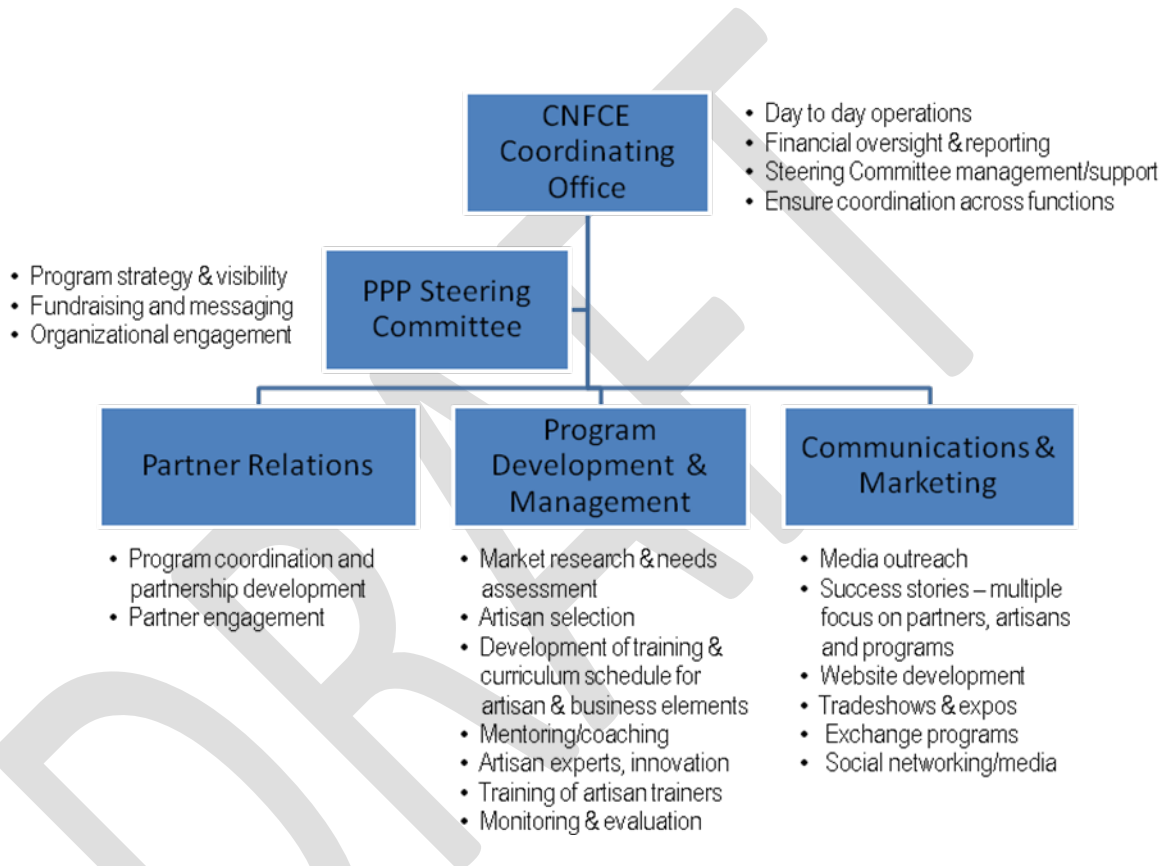 CNFCE
Coordinating
Office
• Day to day operations
• Financial oversight & reporting
• Steering Committee management/support
• Ensure coordination across functions
• Program strategy & visibility
• Fundraising and messaging
• Organizational engagement
PPP Steering
Committee
Partner Relations
• Program coordination and
partnership development
• Partner engagement
Program
Development &
Management
• Market research & needs
assessment
• Artisan selection
• Development of training &
curriculum schedule for
artisan & business elements
• Mentoring/coaching
• Artisan experts, innovation
• Training of artisan trainers
• Monitoring & evaluation
Communications &
Marketing
• Media outreach
• Success stories – multiple
focus on partners, artisans
and programs
• Website development
• Tradeshows & expos
• Exchange programs
• Social networking/media
DRAFT